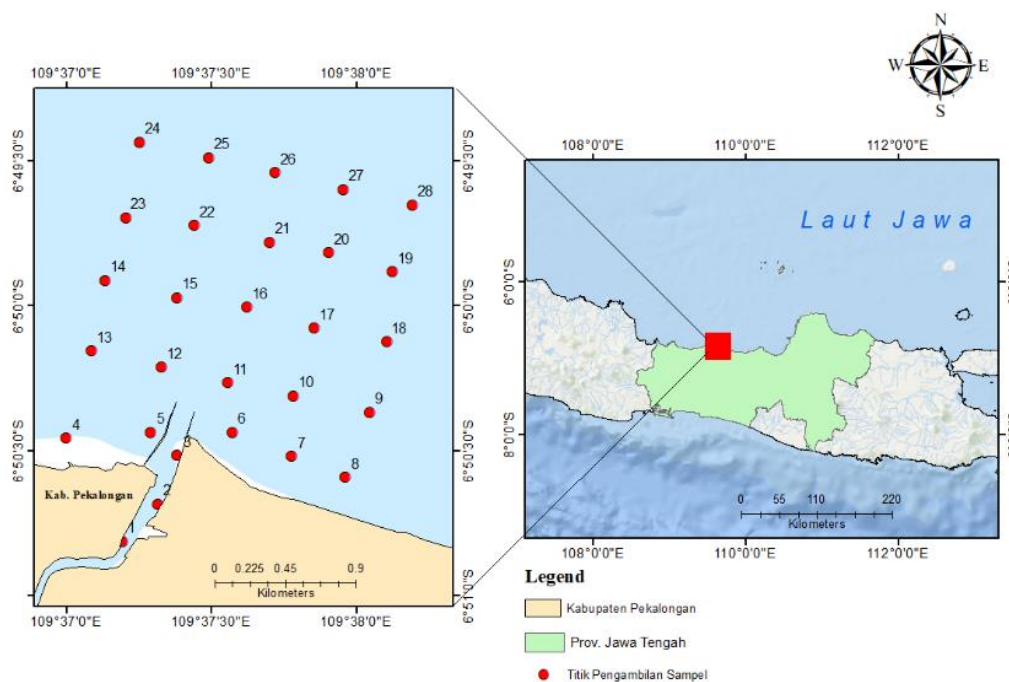 N
W E
S
109°37'0"E 109°37'30"E 109°38'0"E
24
25
26
27
28
23
22
21
20
19
14
15
16
17
18
13
12
11
10
9
4
5
6
3
7
8
2
1
Kab. Pekalongan
6°49'30"S
6°50'0"S
6°50'30"S
6°51'0"S
6°49'30"S
6°50'0"S
6°50'30"S
6°51'0"S
0 0.225 0.45 0.9
Kilometers
109°37'0"E 109°37'30"E 109°38'0"E
108°0'0"E 110°0'0"E 112°0'0"E
Laut Jawa
6°0'0"S
8°0'0"S
0 55 110 220
Kilometers
108°0'0"E 110°0'0"E 112°0'0"E
Legend
Kabupaten Pekalongan
Prov. Jawa Tengah
Titik Pengambilan Sampel